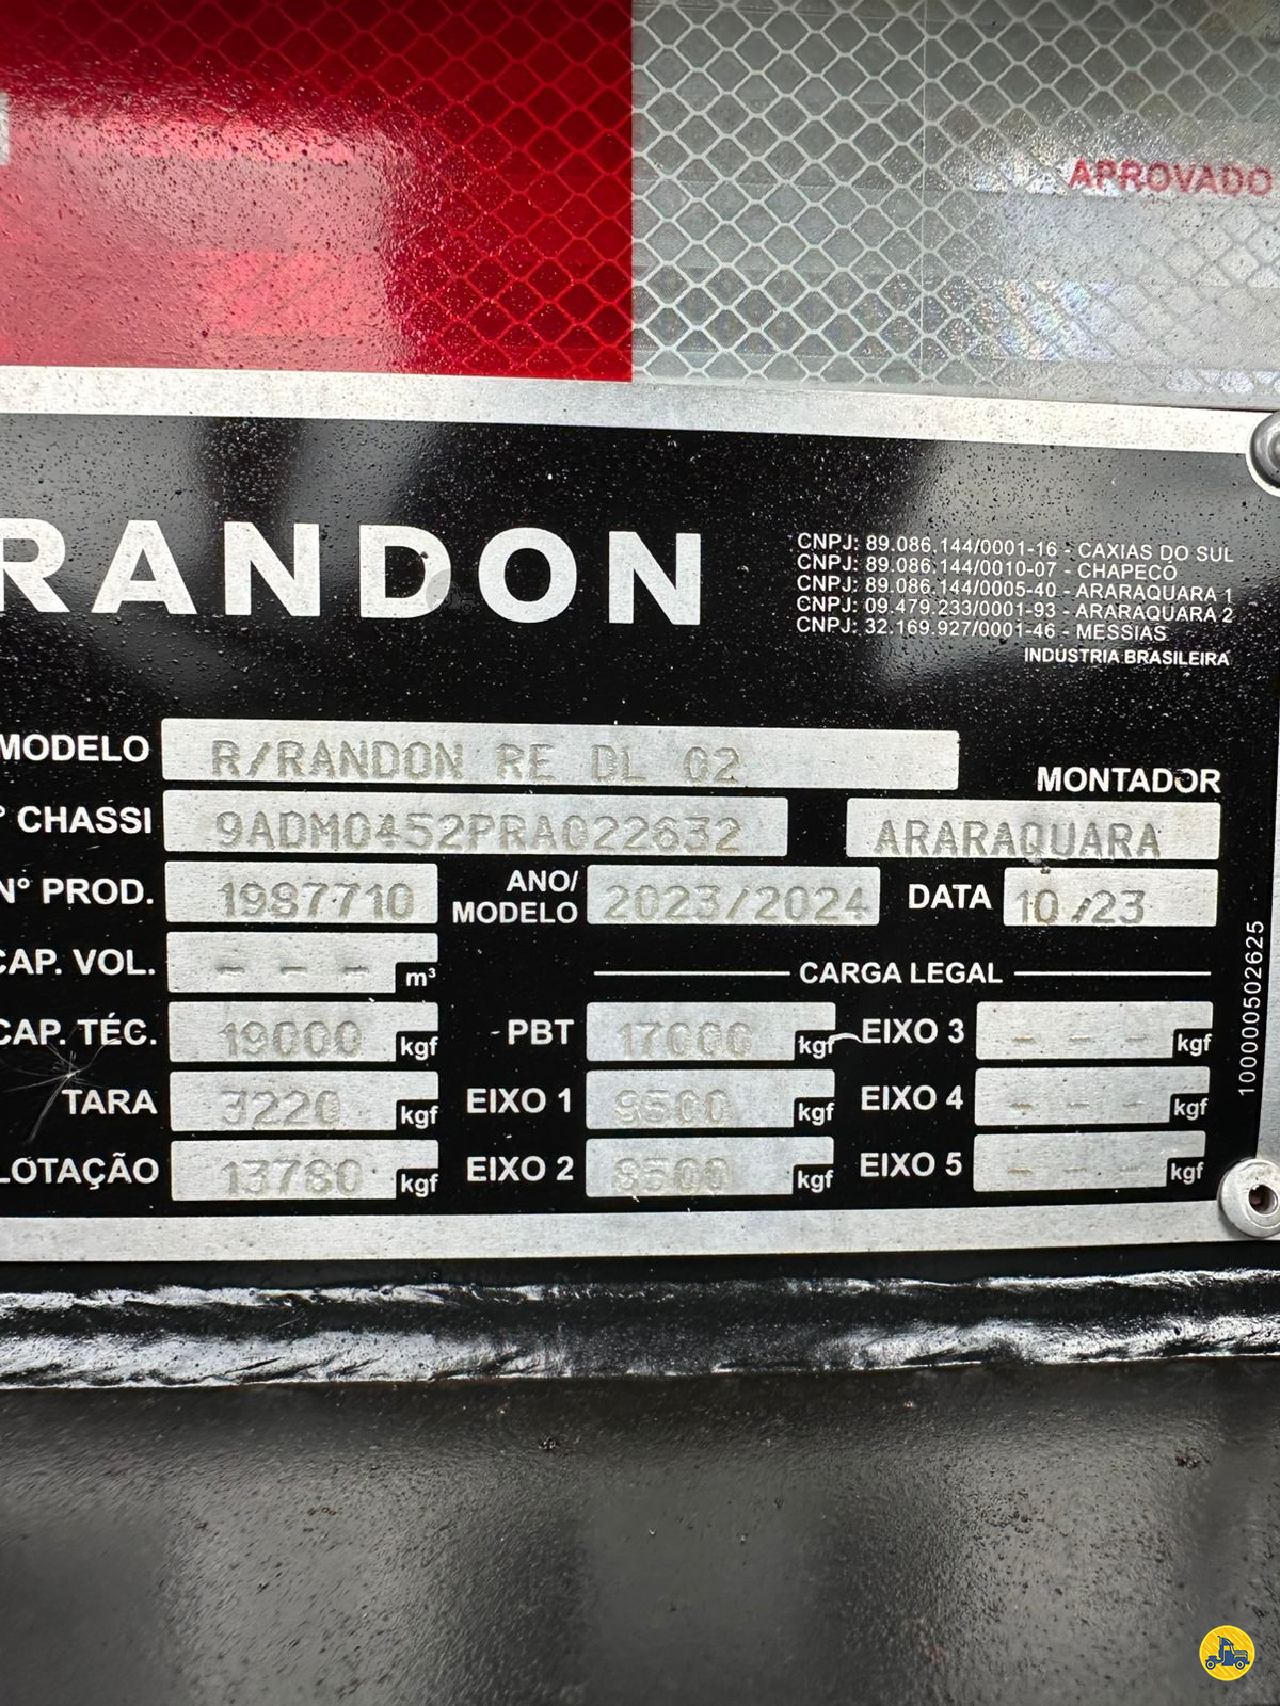 APROVADO
RANDON
CNPJ: 89.086.144/0001-16 - CAXIAS DO SUL
CNPJ: 89.086.144/0010-07 - CHAPECÓ
CNPJ: 89.086.144/0005-40 - ARARAQUARA 1
CNPJ: 09.479.233/0001-93 - ARARAQUARA 2
CNPJ: 32.169.927/0001-46 - MESSIAS
INDÚSTRIA BRASILEIRA
MODELO R/RANDON RE DL 02
MONTADOR
° CHASSI 9ADM0452PRA022632 ARARAQUARA
N° PROD. 1987710 ANO/ MODELO 2023/2024 DATA 10/23
CAP. VOL. - - - m³
CARGA LEGAL
CAP. TÉC. 19000 kgf PBT 17000 kgf EIXO 3 - - - kgf
TARA 3220 kgf EIXO 1 8500 kgf EIXO 4 - - - kgf
LOTAÇÃO 13780 kgf EIXO 2 8500 kgf EIXO 5 - - - kgf
100000502625